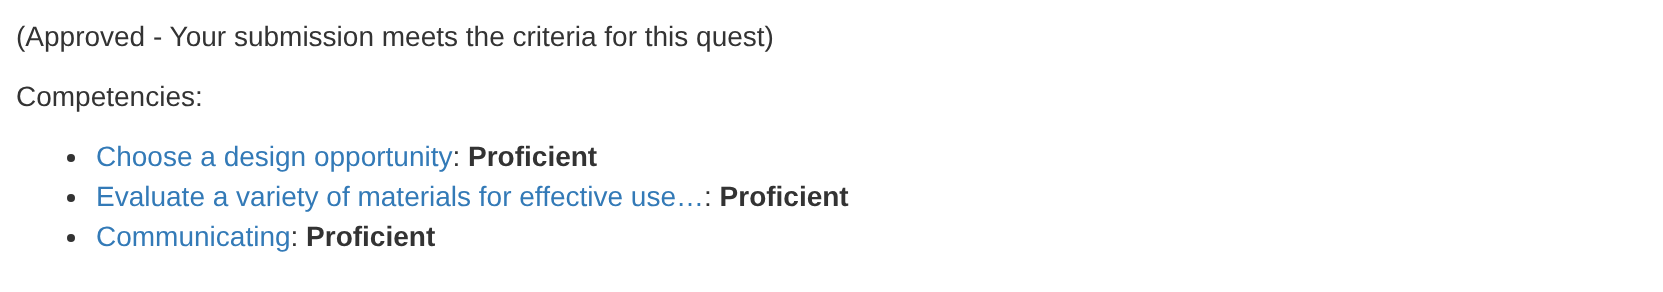 (Approved - Your submission meets the criteria for this quest)
Competencies:
Choose a design opportunity: Proficient
Evaluate a variety of materials for effective use…: Proficient
Communicating: Proficient